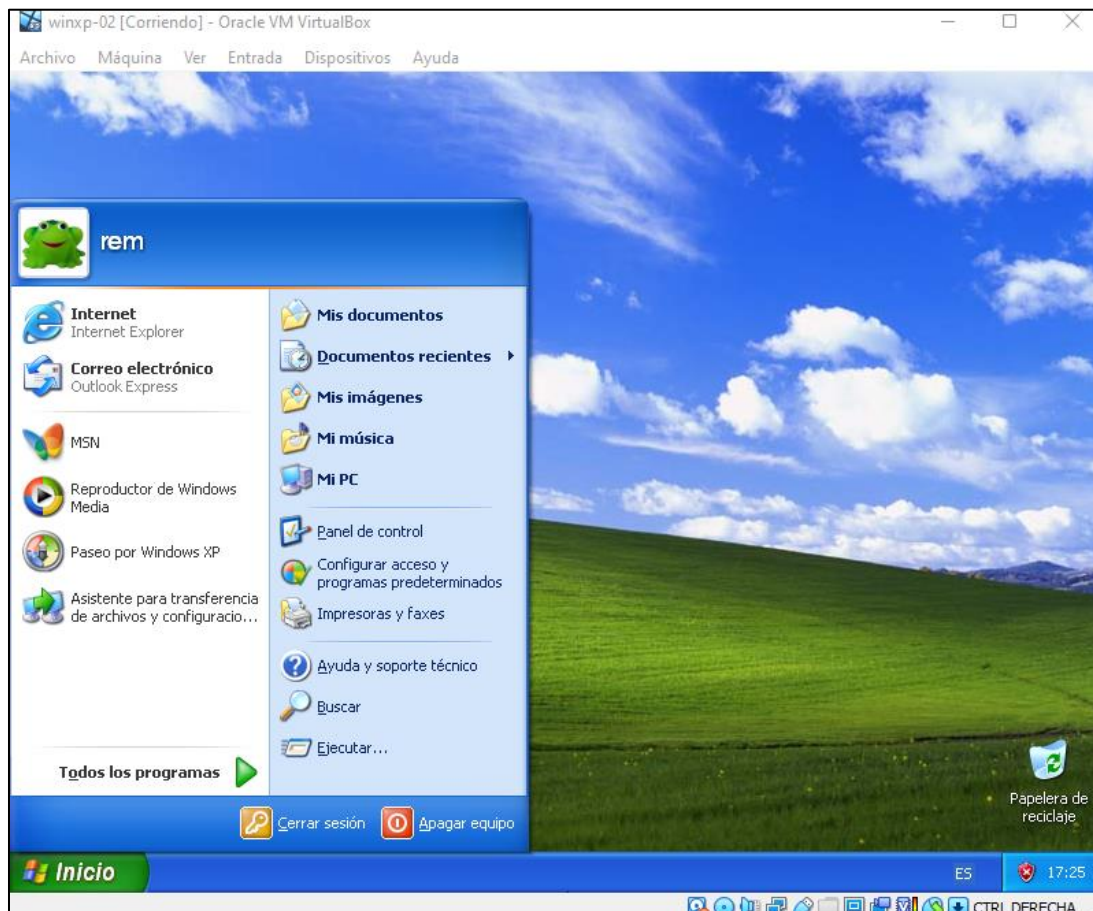 winxp-02 [Corriendo] - Oracle VM VirtualBox
Archivo Máquina Ver Entrada Dispositivos Ayuda
rem
Internet
Internet Explorer
Correo electrónico
Outlook Express
MSN
Reproductor de Windows
Media
Paseo por Windows XP
Asistente para transferencia
de archivos y configuracio...
Todos los programas
Mis documentos
Documentos recientes
Mis imágenes
Mi música
Mi PC
Panel de control
Configurar acceso y
programas predeterminados
Impresoras y faxes
Ayuda y soporte técnico
Buscar
Ejecutar...
Cerrar sesión Apagar equipo
Papelera de
reciclaje
Inicio
ES 17:25
CTRL DERECHA